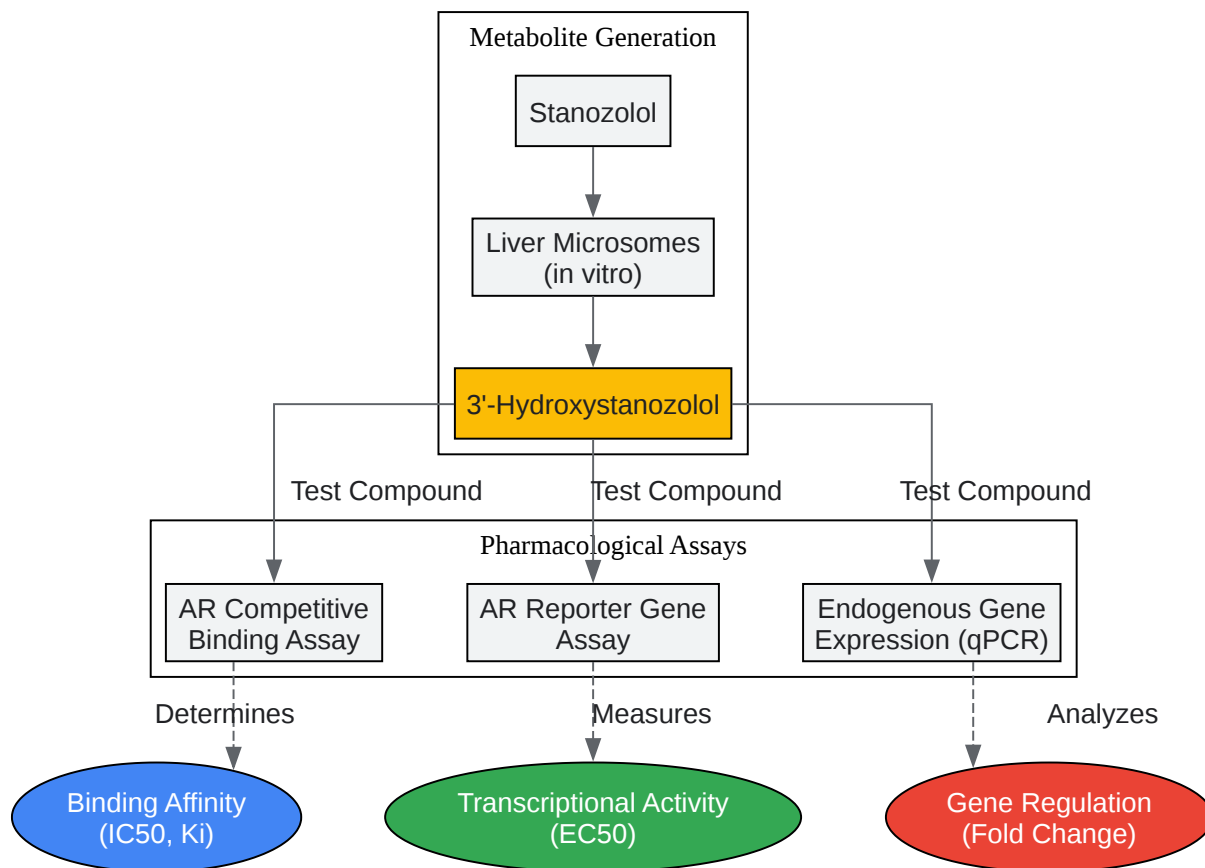 Metabolite Generation
Stanozolol
Liver Microsomes
(in vitro)
3'-Hydroxystanozolol
Test Compound
Test Compound
Test Compound
Pharmacological Assays
AR Competitive
Binding Assay
AR Reporter Gene
Assay
Endogenous Gene
Expression (qPCR)
Determines
Measures
Analyzes
Binding Affinity
(IC50, Ki)
Transcriptional Activity
(EC50)
Gene Regulation
(Fold Change)